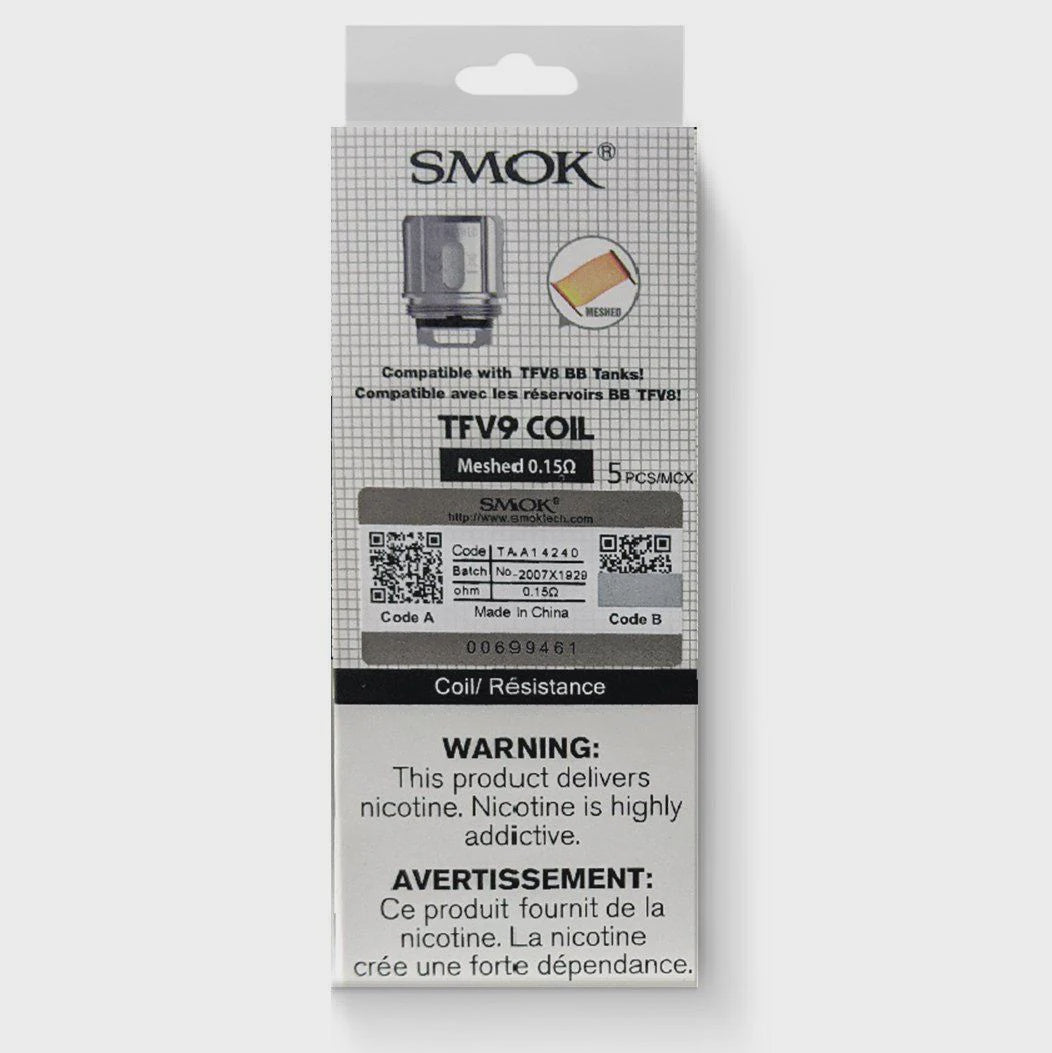 SMOK®
MESHED
Compatible with TFV8 BB Tanks!
Compatible avec les réservoirs BB TFV8!
TFV9 COIL
Meshed 0.15Ω
5 PCS/MCX
SMOK®
http://www.smoktech.com
Code TAA14240
Batch No.2007X1929
ohm 0.15Ω
Made In China
Code A
Code B
00699461
Coil/ Résistance
WARNING:
This product delivers
nicotine. Nicotine is highly
addictive.
AVERTISSEMENT:
Ce produit fournit de la
nicotine. La nicotine
crée une forte dépendance.